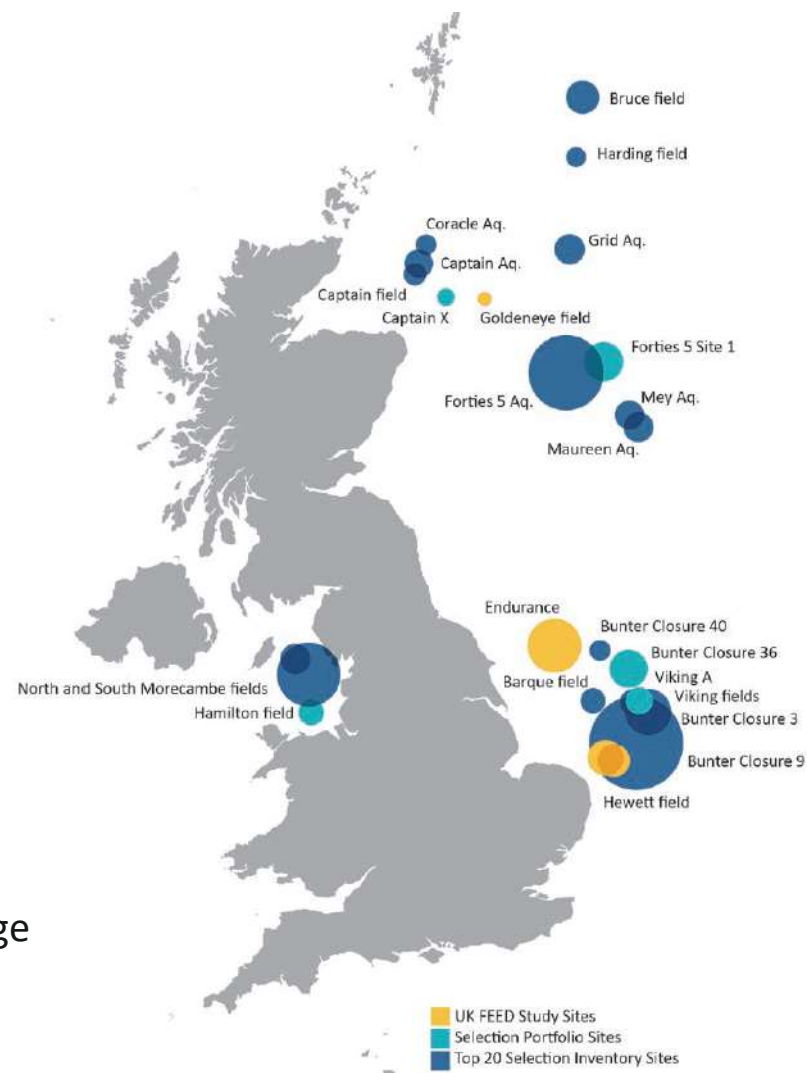 Bruce field
Harding field
Coracle Aq.
Grid Aq.
Captain Aq.
Captain field
Captain X
Goldeneye field
Forties 5 Site 1
Forties 5 Aq.
Mey Aq.
Maureen Aq.
Endurance
Bunter Closure 40
Bunter Closure 36
Barque field
Viking A
Viking fields
North and South Morecambe fields
Hamilton field
Bunter Closure 3
Bunter Closure 9
Hewett field
ge
UK FEED Study Sites
Selection Portfolio Sites
Top 20 Selection Inventory Sites